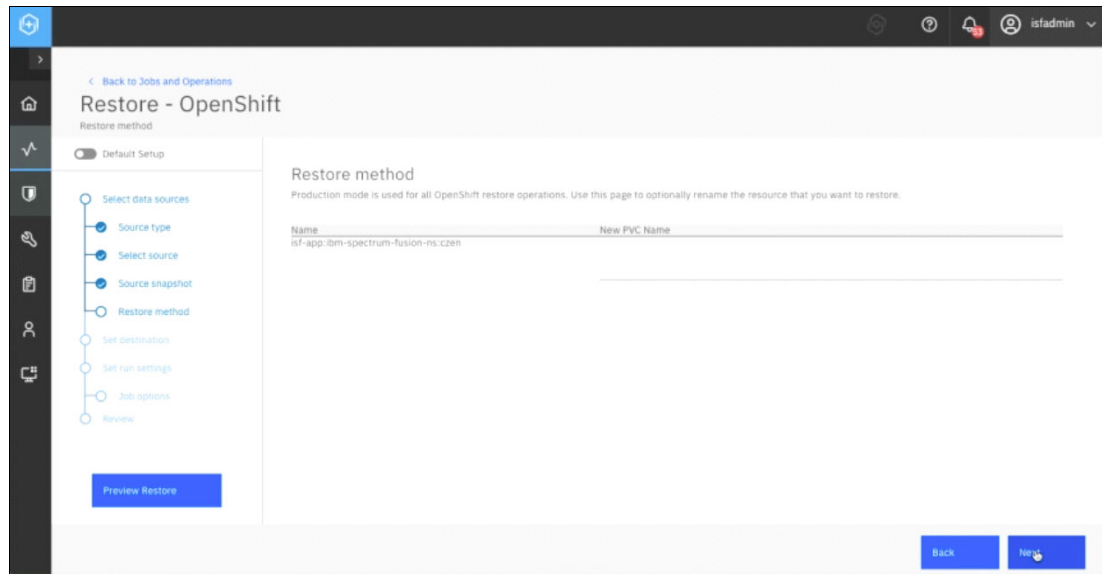 isfadmin
53
Back to Jobs and Operations
Restore - OpenShift
Restore method
Default Setup
Select data sources
Source type
Select source
Source snapshot
Restore method
Set destination
Set run settings
Job options
Review
Preview Restore
Restore method
Production mode is used for all OpenShift restore operations. Use this page to optionally rename the resource that you want to restore.
Name New PVC Name
isf-app:ibm-spectrum-fusion-ns:czen
Back Next